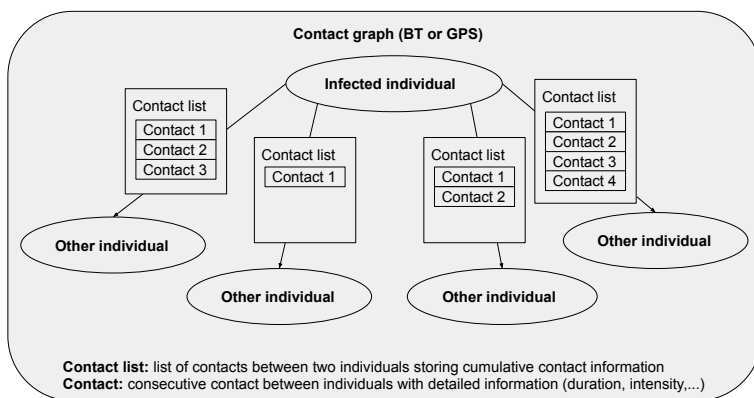 Contact graph (BT or GPS)
Infected individual
Contact list
Contact 1
Contact 2
Contact 3
Other individual
Contact list
Contact 1
Other individual
Contact list
Contact 1
Contact 2
Other individual
Contact list
Contact 1
Contact 2
Contact 3
Contact 4
Other individual
Contact list: list of contacts between two individuals storing cumulative contact information
Contact: consecutive contact between individuals with detailed information (duration, intensity,...)